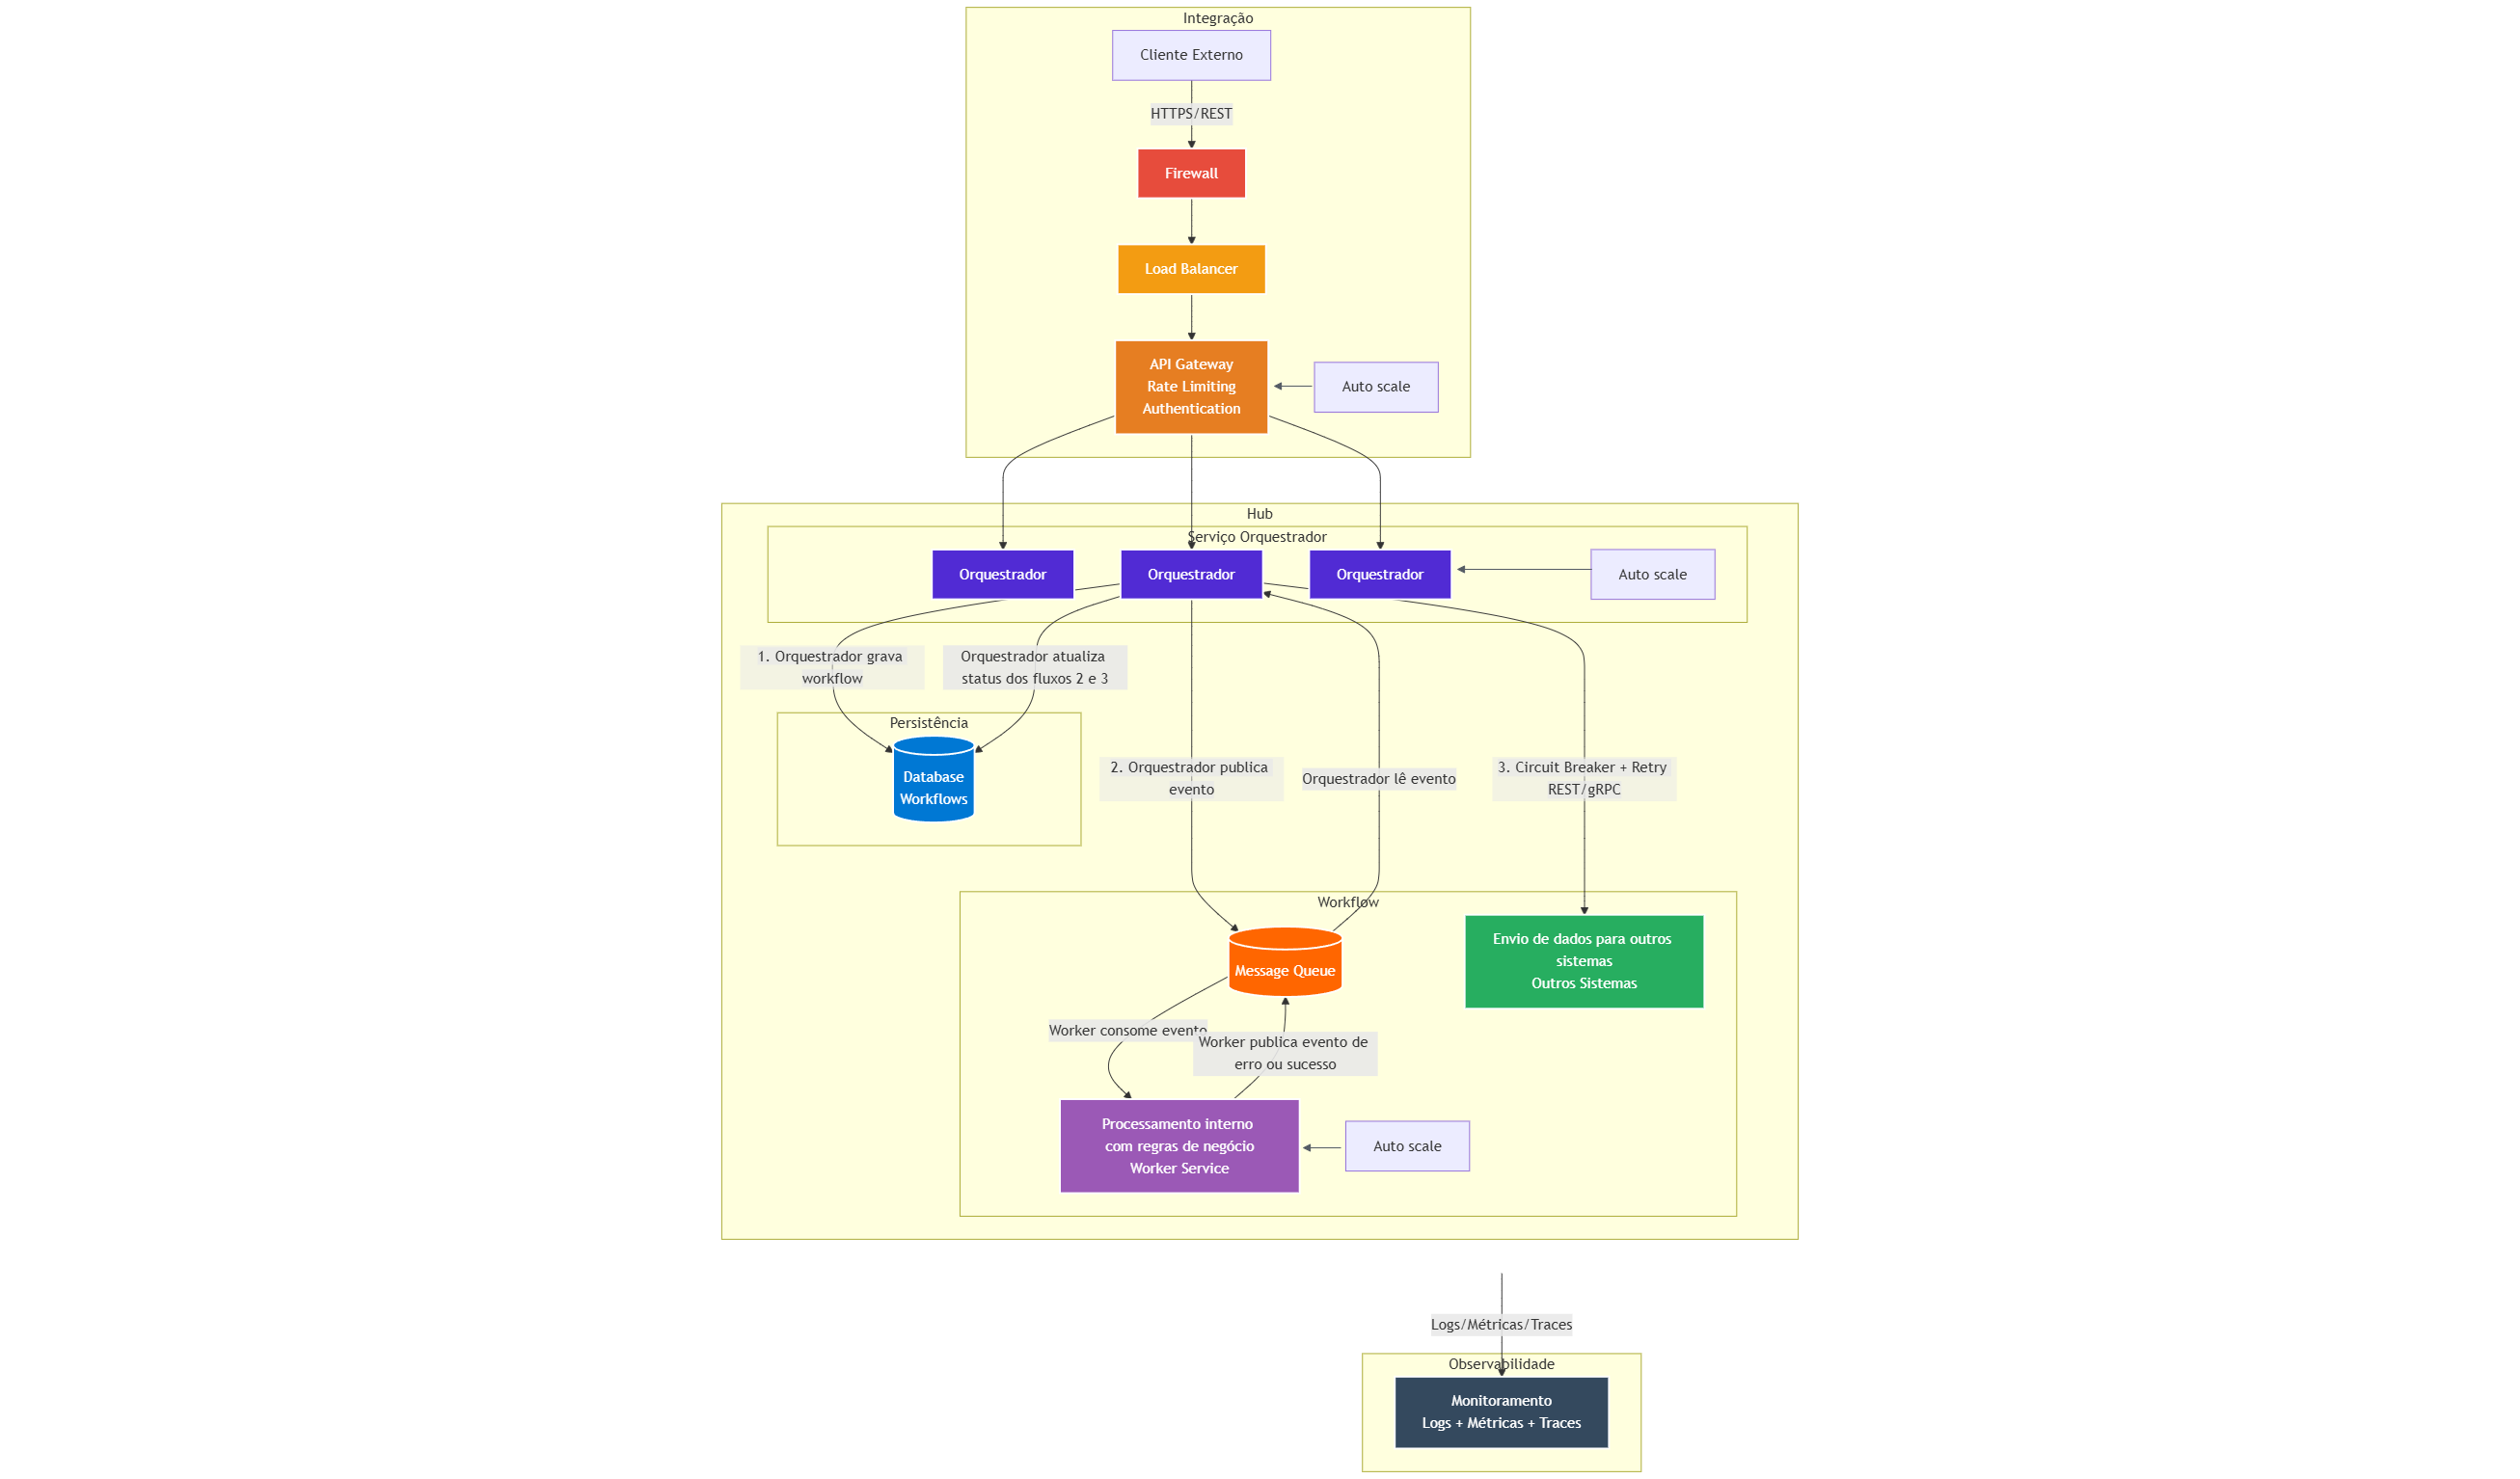 Integração
Cliente Externo
HTTPS/REST
Firewall
Load Balancer
API Gateway
Rate Limiting
Authentication
Auto scale
Hub
Serviço Orquestrador
Orquestrador
Orquestrador
Orquestrador
Auto scale
1. Orquestrador grava
workflow
Orquestrador atualiza
status dos fluxos 2 e 3
Persistência
Database
Workflows
2. Orquestrador publica
evento
Orquestrador lê evento
3. Circuit Breaker + Retry
REST/gRPC
Workflow
Message Queue
Envio de dados para outros
sistemas
Outros Sistemas
Worker consome evento
Worker publica evento de
erro ou sucesso
Processamento interno
com regras de negócio
Worker Service
Auto scale
Logs/Métricas/Traces
Observabilidade
Monitoramento
Logs + Métricas + Traces